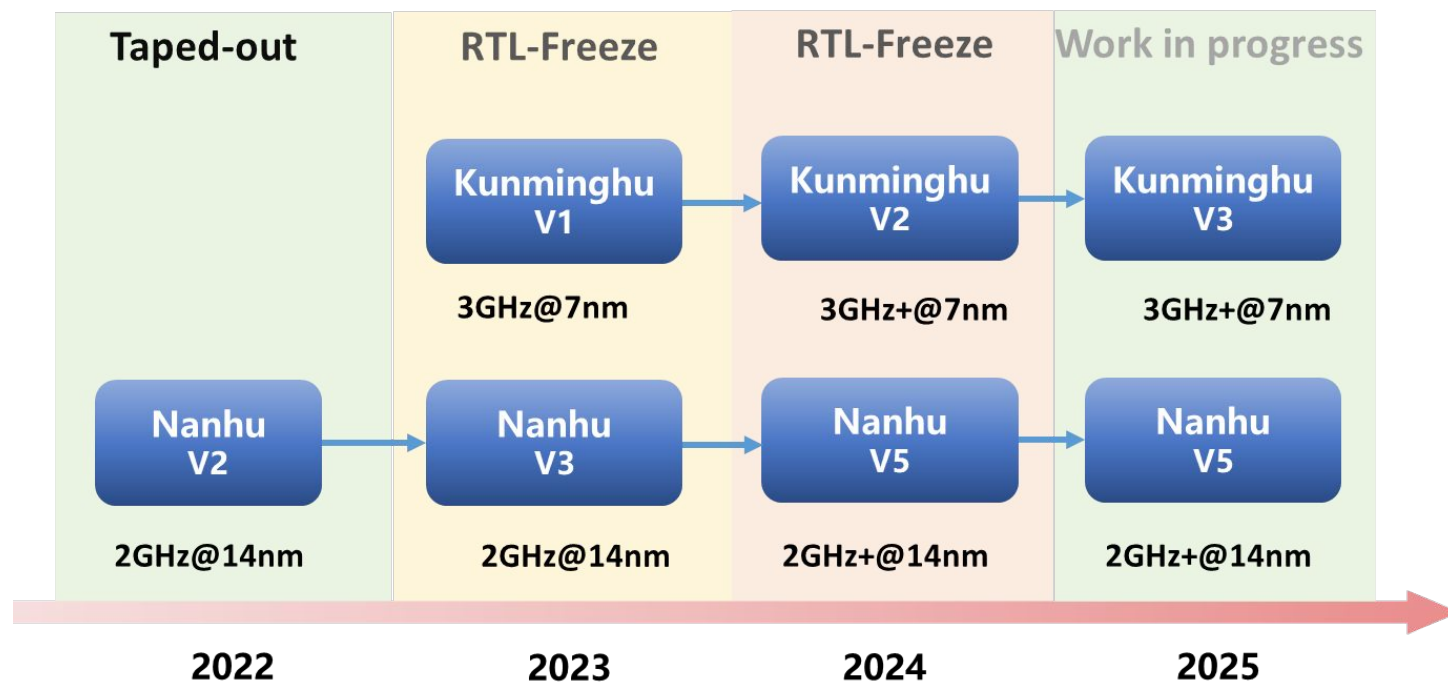 Taped-out
RTL-Freeze
RTL-Freeze
Work in progress
Kunminghu
V1
Kunminghu
V2
Kunminghu
V3
3GHz@7nm
3GHz+@7nm
3GHz+@7nm
Nanhu
V2
Nanhu
V3
Nanhu
V5
Nanhu
V5
2GHz@14nm
2GHz@14nm
2GHz+@14nm
2GHz+@14nm
2022
2023
2024
2025